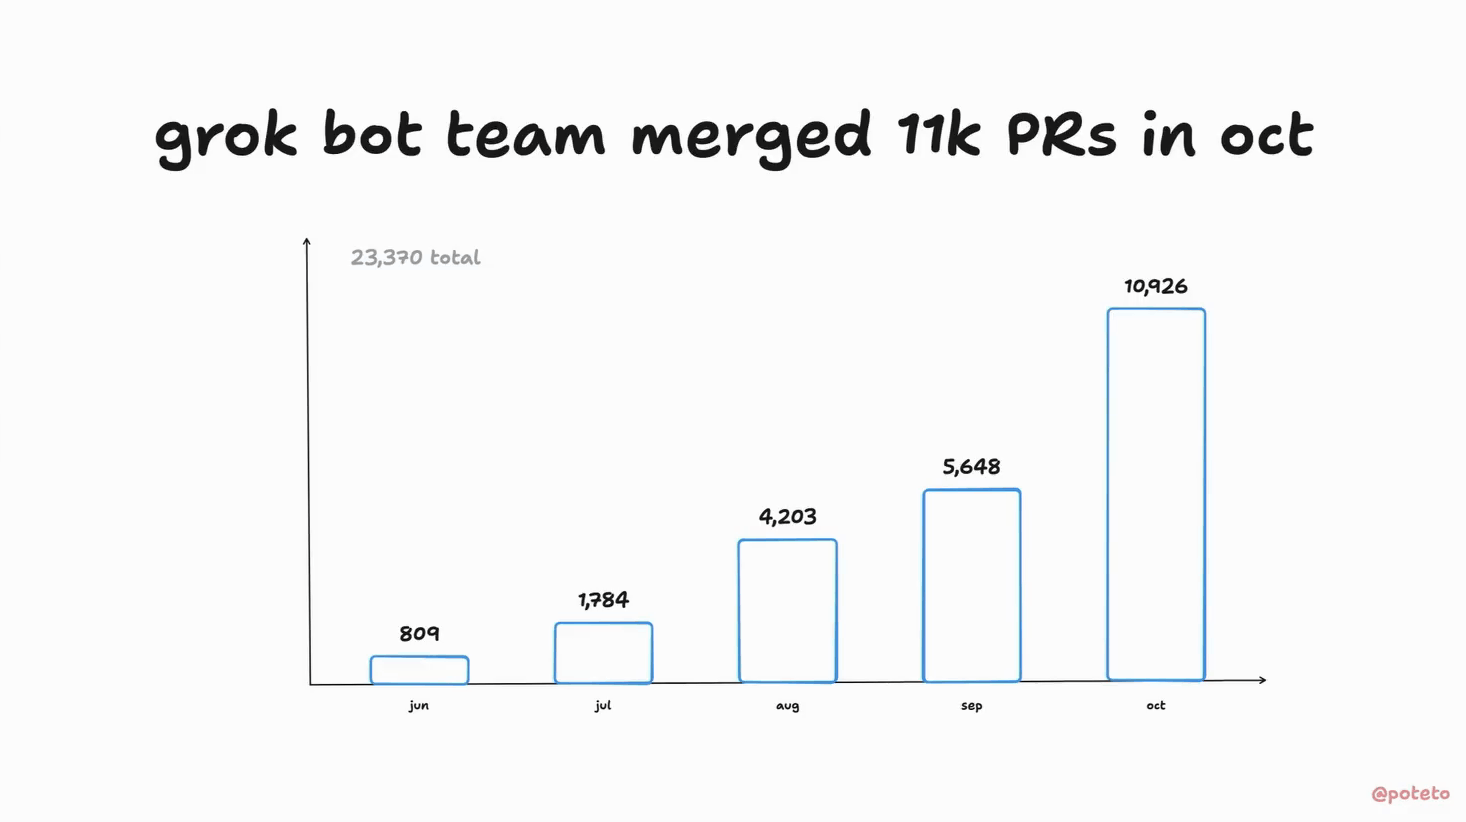 grok bot team merged 11k PRs in oct
23,370 total
10,926
5,648
4,203
1,784
809
jun jul aug sep oct
@poteto